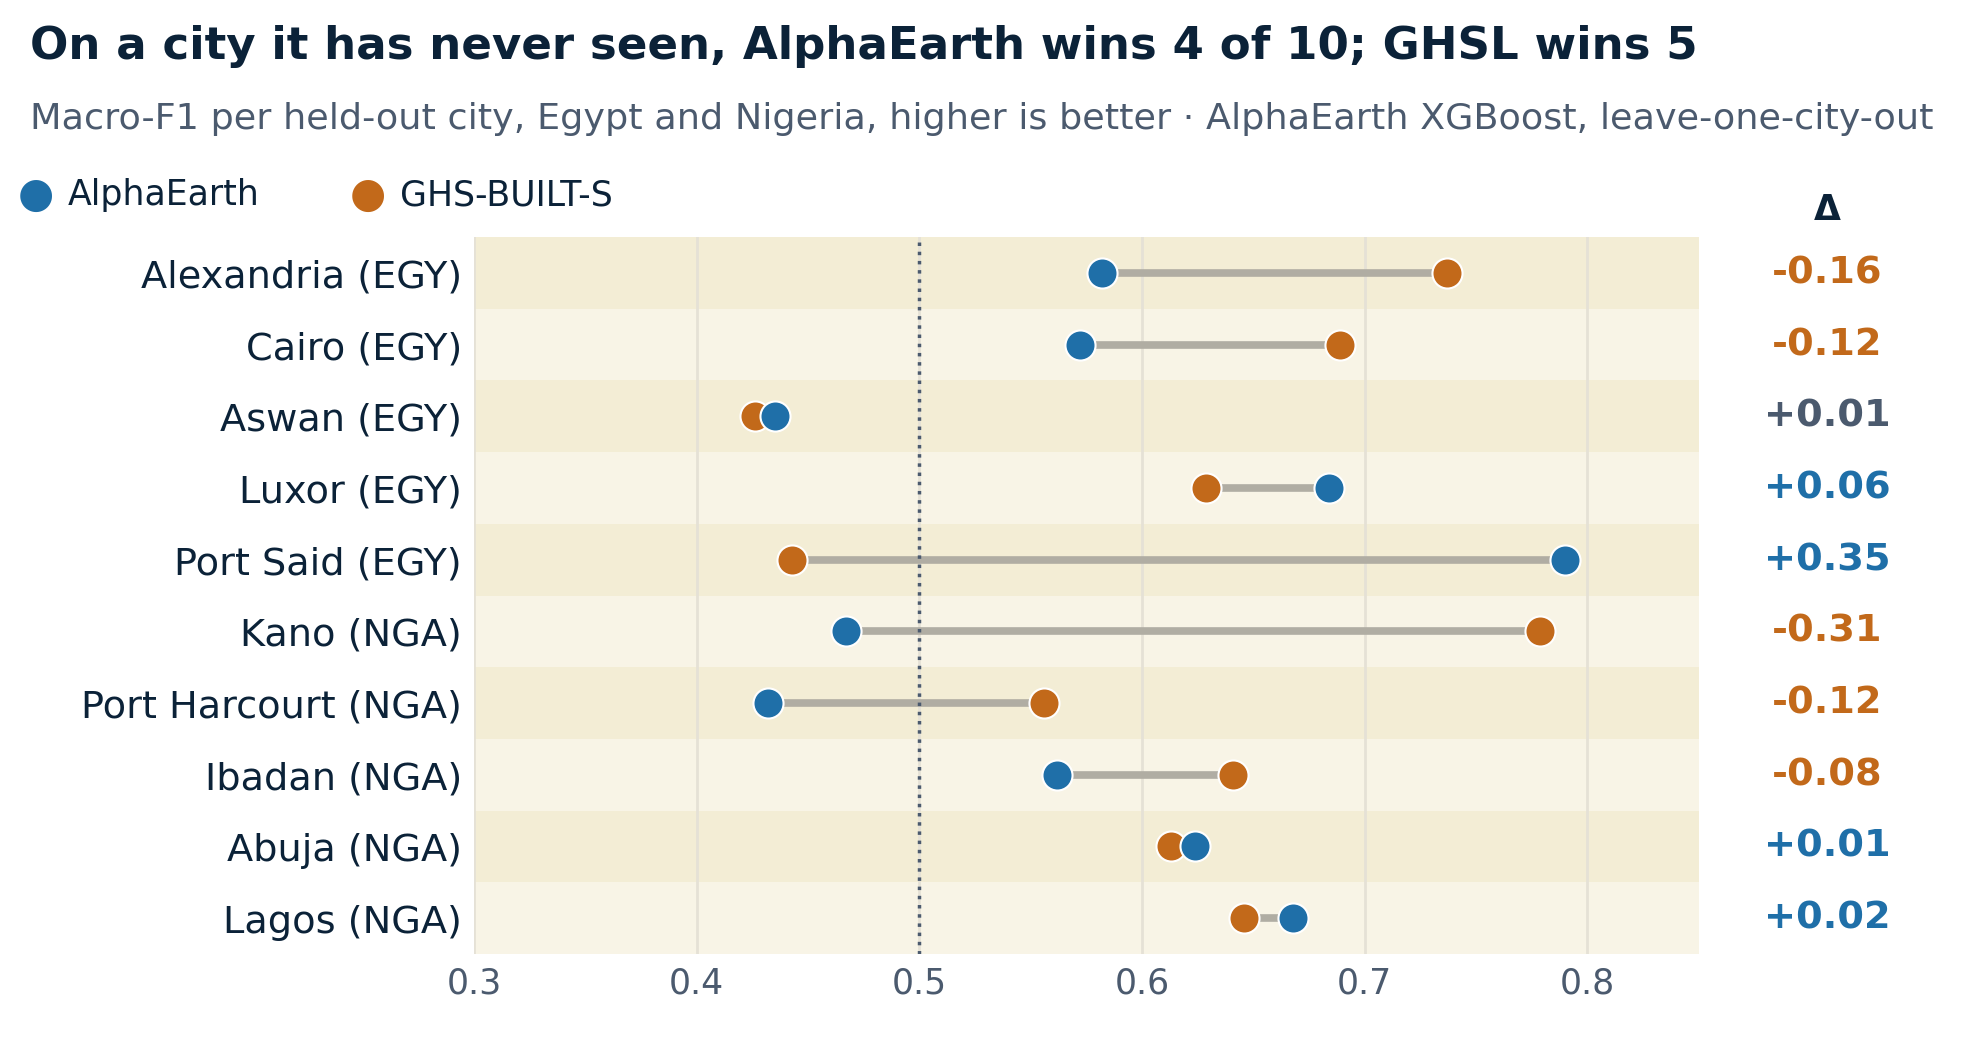 On a city it has never seen, AlphaEarth wins 4 of 10; GHSL wins 5
Macro-F1 per held-out city, Egypt and Nigeria, higher is better · AlphaEarth XGBoost, leave-one-city-out
AlphaEarth GHS-BUILT-S
Δ
Alexandria (EGY) -0.16
Cairo (EGY) -0.12
Aswan (EGY) +0.01
Luxor (EGY) +0.06
Port Said (EGY) +0.35
Kano (NGA) -0.31
Port Harcourt (NGA) -0.12
Ibadan (NGA) -0.08
Abuja (NGA) +0.01
Lagos (NGA) +0.02
0.3 0.4 0.5 0.6 0.7 0.8